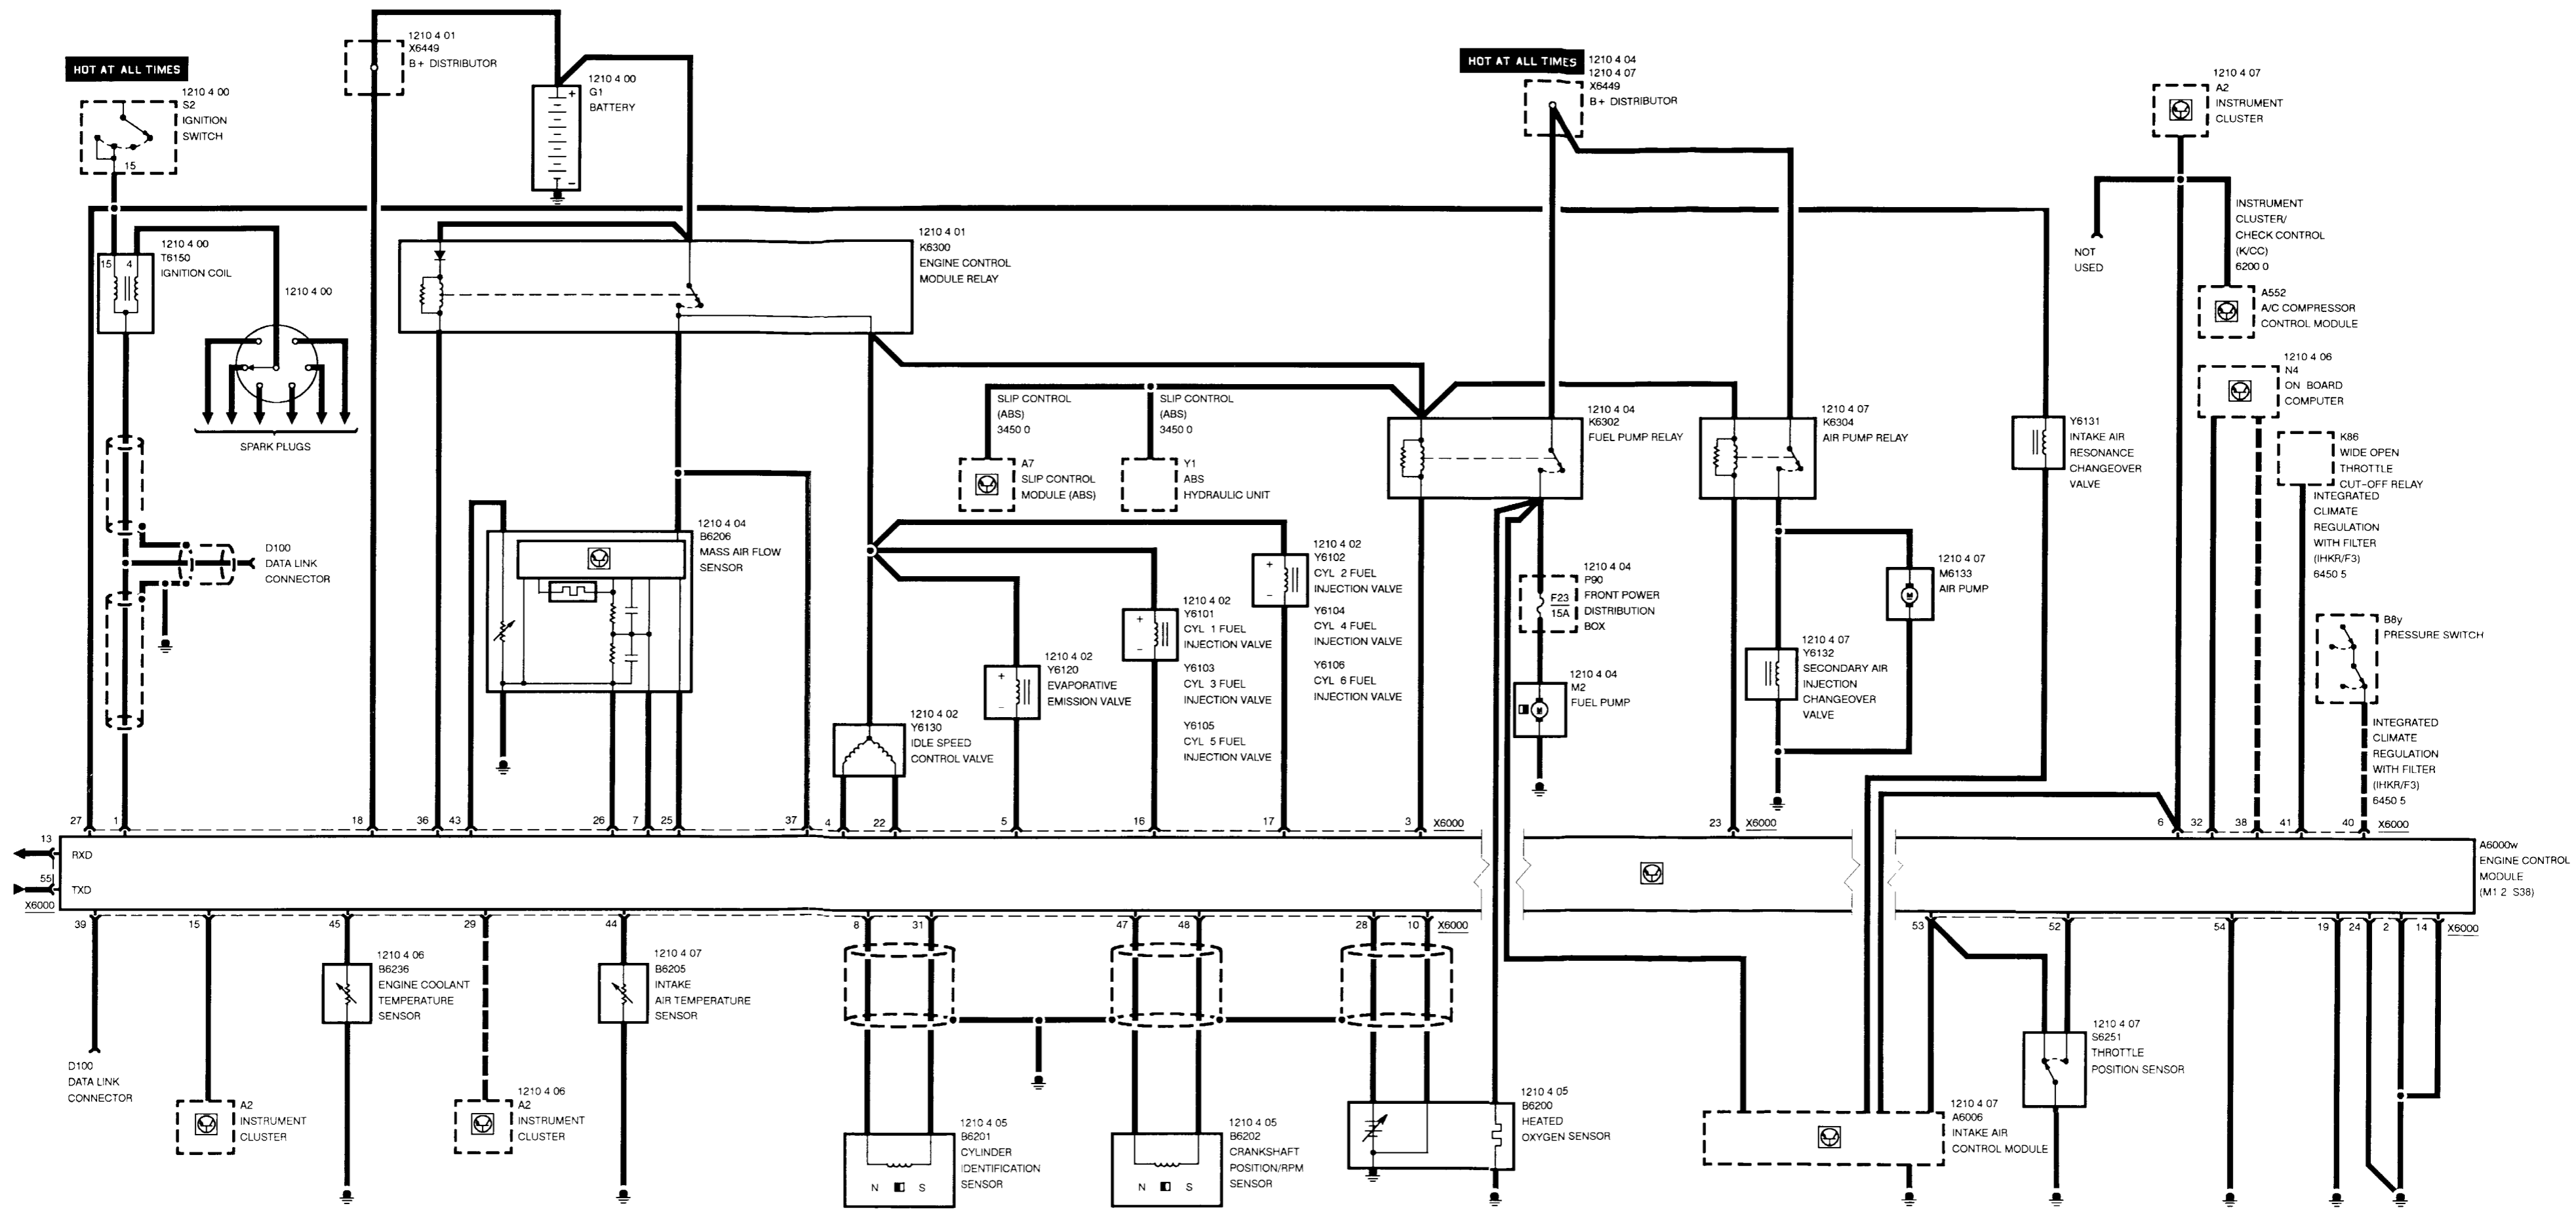 HOT AT ALL TIMES
1210 4 00
S2
IGNITION
SWITCH
15
1210 4 01
X6449
B+ DISTRIBUTOR
1210 4 00
G1
BATTERY
+
−
HOT AT ALL TIMES
1210 4 04
1210 4 07
X6449
B+ DISTRIBUTOR
1210 4 07
A2
INSTRUMENT
CLUSTER
NOT
USED
INSTRUMENT
CLUSTER/
CHECK CONTROL
(K/CC)
6200 0
A552
A/C COMPRESSOR
CONTROL MODULE
15 4
1210 4 00
T6150
IGNITION COIL
1210 4 00
SPARK PLUGS
1210 4 01
K6300
ENGINE CONTROL
MODULE RELAY
SLIP CONTROL
(ABS)
3450 0
SLIP CONTROL
(ABS)
3450 0
A7
SLIP CONTROL
MODULE (ABS)
Y1
ABS
HYDRAULIC UNIT
1210 4 04
K6302
FUEL PUMP RELAY
1210 4 07
K6304
AIR PUMP RELAY
Y6131
INTAKE AIR
RESONANCE
CHANGEOVER
VALVE
1210 4 06
N4
ON BOARD
COMPUTER
K86
WIDE OPEN
THROTTLE
CUT-OFF RELAY
INTEGRATED
CLIMATE
REGULATION
WITH FILTER
(IHKR/F3)
6450 5
B8y
PRESSURE SWITCH
INTEGRATED
CLIMATE
REGULATION
WITH FILTER
(IHKR/F3)
6450 5
D100
DATA LINK
CONNECTOR
1210 4 04
B6206
MASS AIR FLOW
SENSOR
1210 4 02
Y6130
IDLE SPEED
CONTROL VALVE
+
−
1210 4 02
Y6120
EVAPORATIVE
EMISSION VALVE
+
−
1210 4 02
Y6101
CYL 1 FUEL
INJECTION VALVE
Y6103
CYL 3 FUEL
INJECTION VALVE
Y6105
CYL 5 FUEL
INJECTION VALVE
+
−
1210 4 02
Y6102
CYL 2 FUEL
INJECTION VALVE
Y6104
CYL 4 FUEL
INJECTION VALVE
Y6106
CYL 6 FUEL
INJECTION VALVE
F23
15A
1210 4 04
P90
FRONT POWER
DISTRIBUTION
BOX
M
1210 4 04
M2
FUEL PUMP
M
1210 4 07
M6133
AIR PUMP
1210 4 07
Y6132
SECONDARY AIR
INJECTION
CHANGEOVER
VALVE
27 1 18 36 43 26 7 25 37 4 22 5 16 17 3 X6000 23 X6000 6 32 38 41 40 X6000
13
RXD
55
TXD
X6000
A6000w
ENGINE CONTROL
MODULE
(M1 2 S38)
39 15 45 29 44 8 31 47 48 28 10 X6000 53 52 54 19 24 2 14 X6000
D100
DATA LINK
CONNECTOR
A2
INSTRUMENT
CLUSTER
1210 4 06
B6236
ENGINE COOLANT
TEMPERATURE
SENSOR
1210 4 06
A2
INSTRUMENT
CLUSTER
1210 4 07
B6205
INTAKE
AIR TEMPERATURE
SENSOR
N S
1210 4 05
B6201
CYLINDER
IDENTIFICATION
SENSOR
N S
1210 4 05
B6202
CRANKSHAFT
POSITION/RPM
SENSOR
1210 4 05
B6200
HEATED
OXYGEN SENSOR
1210 4 07
A6006
INTAKE AIR
CONTROL MODULE
1210 4 07
S6251
THROTTLE
POSITION SENSOR